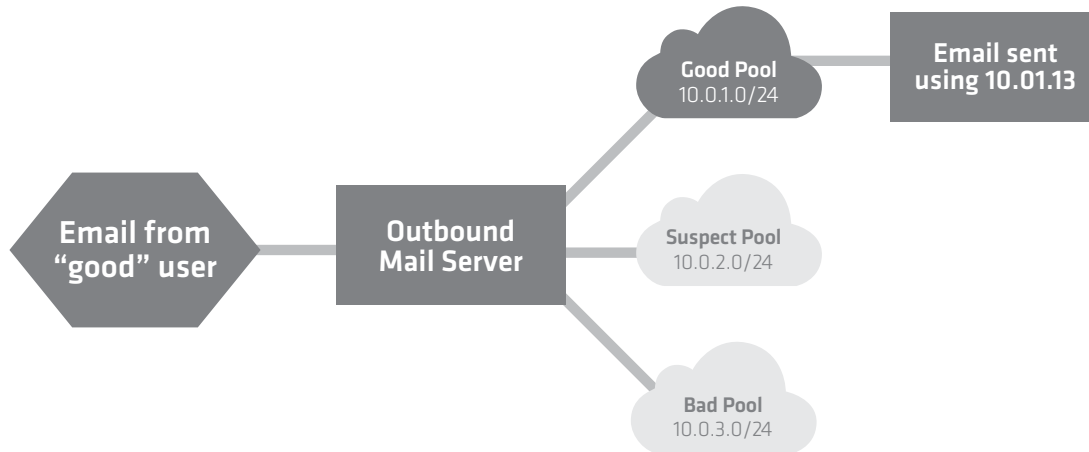 Email from
“good” user
Outbound
Mail Server
Good Pool
10.0.1.0/24
Email sent
using 10.01.13
Suspect Pool
10.0.2.0/24
Bad Pool
10.0.3.0/24